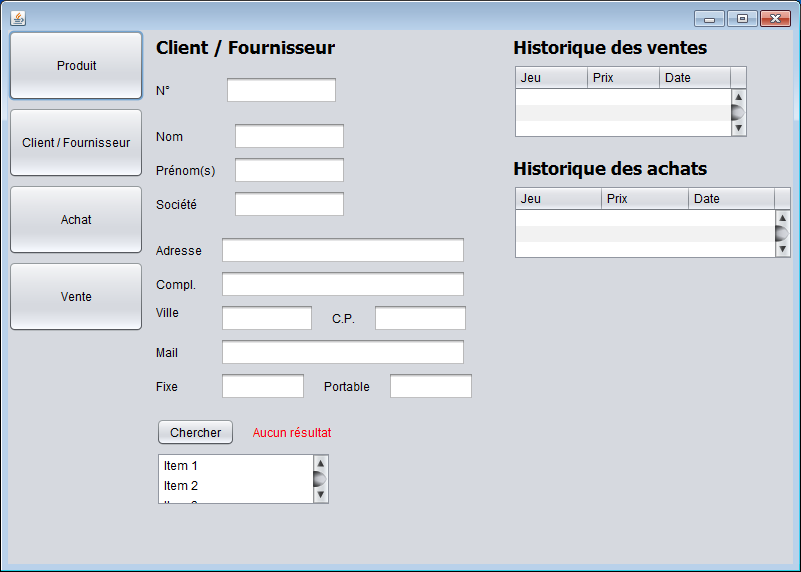 Produit
Client / Fournisseur
Achat
Vente
Client / Fournisseur
N°
Nom
Prénom(s)
Société
Adresse
Compl.
Ville C.P.
Mail
Fixe Portable
Chercher Aucun résultat
Item 1
Item 2
Historique des ventes
Jeu Prix Date
Historique des achats
Jeu Prix Date